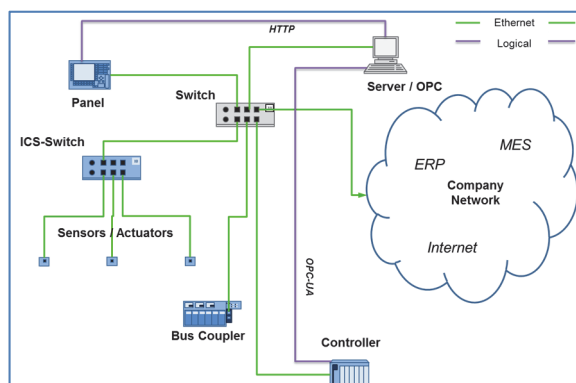 HTTP
Ethernet
Logical
Panel
Switch
Server / OPC
ICS-Switch
MES
ERP
Company
Network
Sensors / Actuators
Internet
OPC-UA
Bus Coupler
Controller